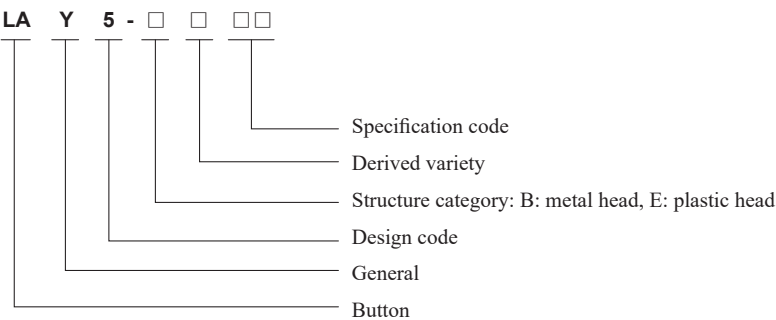 LA Y 5 - □ □ □□
Specification code
Derived variety
Structure category: B: metal head, E: plastic head
Design code
General
Button